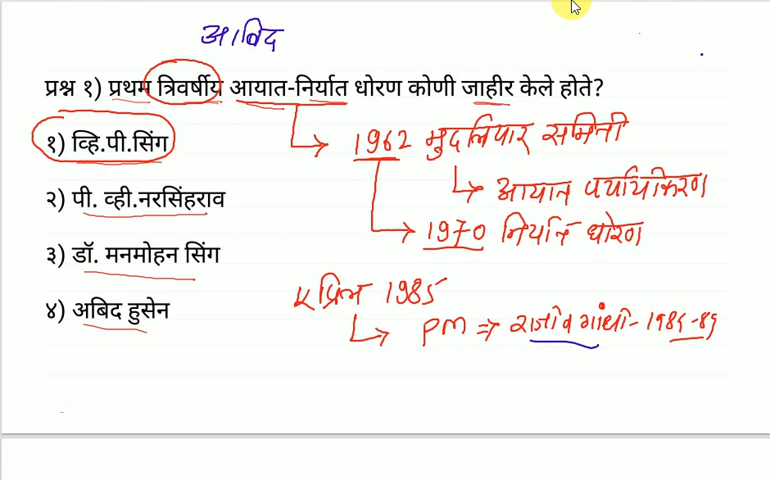 आबिद
प्रश्न १) प्रथम त्रिवर्षीय आयात-निर्यात धोरण कोणी जाहीर केले होते?
१) व्हि.पी.सिंग
1962 मुदलियार समिती
२) पी. व्ही.नरसिंहराव
आयात पर्यायिकरण
1970 निर्यात धोरण
३) डॉ. मनमोहन सिंग
एप्रिल 1985
४) अबिद हुसेन
PM ⇒ राजीव गांधी - 1984-89